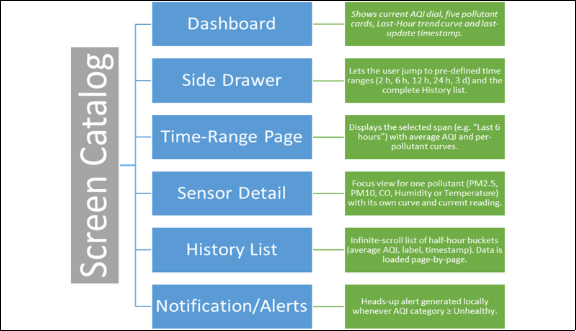 Screen Catalog
Dashboard
Shows current AQI dial, five pollutant
cards, Last-Hour trend curve and last-
update timestamp.
Side Drawer
Lets the user jump to pre-defined time
ranges (2 h, 6 h, 12 h, 24 h, 3 d) and the
complete History list.
Time-Range Page
Displays the selected span (e.g. “Last 6
hours”) with average AQI and per-
pollutant curves.
Sensor Detail
Focus view for one pollutant (PM2.5,
PM10, CO, Humidity or Temperature)
with its own curve and current reading.
History List
Infinite-scroll list of half-hour buckets
(average AQI, label, timestamp). Data is
loaded page-by-page.
Notification/Alerts
Heads-up alert generated locally
whenever AQI category ≥ Unhealthy.